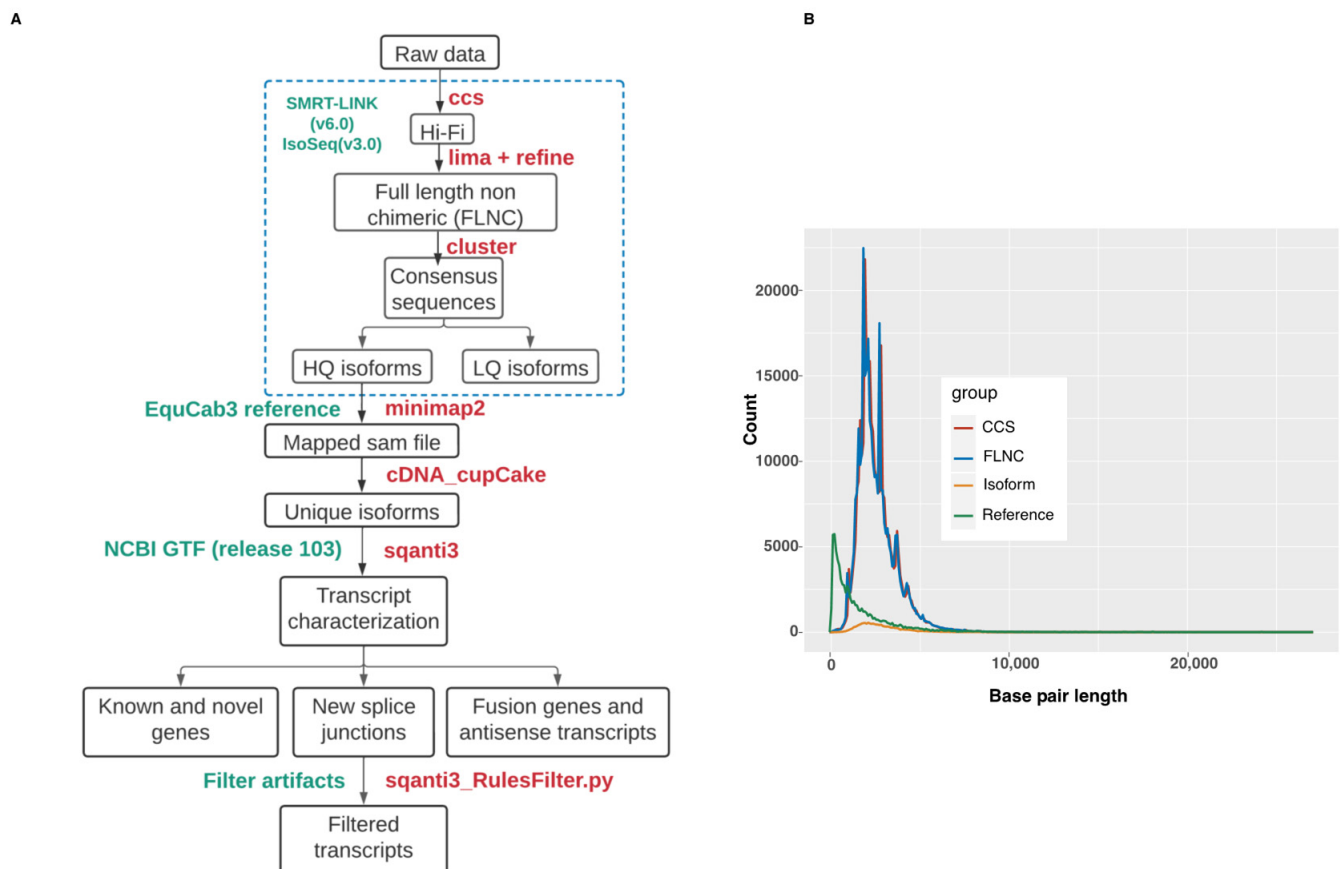 A
Raw data
SMRT-LINK
(v6.0)
IsoSeq(v3.0)
ccs
Hi-Fi
lima + refine
Full length non
chimeric (FLNC)
cluster
Consensus
sequences
HQ isoforms
LQ isoforms
EquCab3 reference
minimap2
Mapped sam file
cDNA_cupCake
Unique isoforms
NCBI GTF (release 103)
sqanti3
Transcript
characterization
Known and novel
genes
New splice
junctions
Fusion genes and
antisense transcripts
Filter artifacts
sqanti3_RulesFilter.py
Filtered
transcripts
B
Count
20000
15000
10000
5000
0
group
CCS
FLNC
Isoform
Reference
0
10,000
20,000
Base pair length